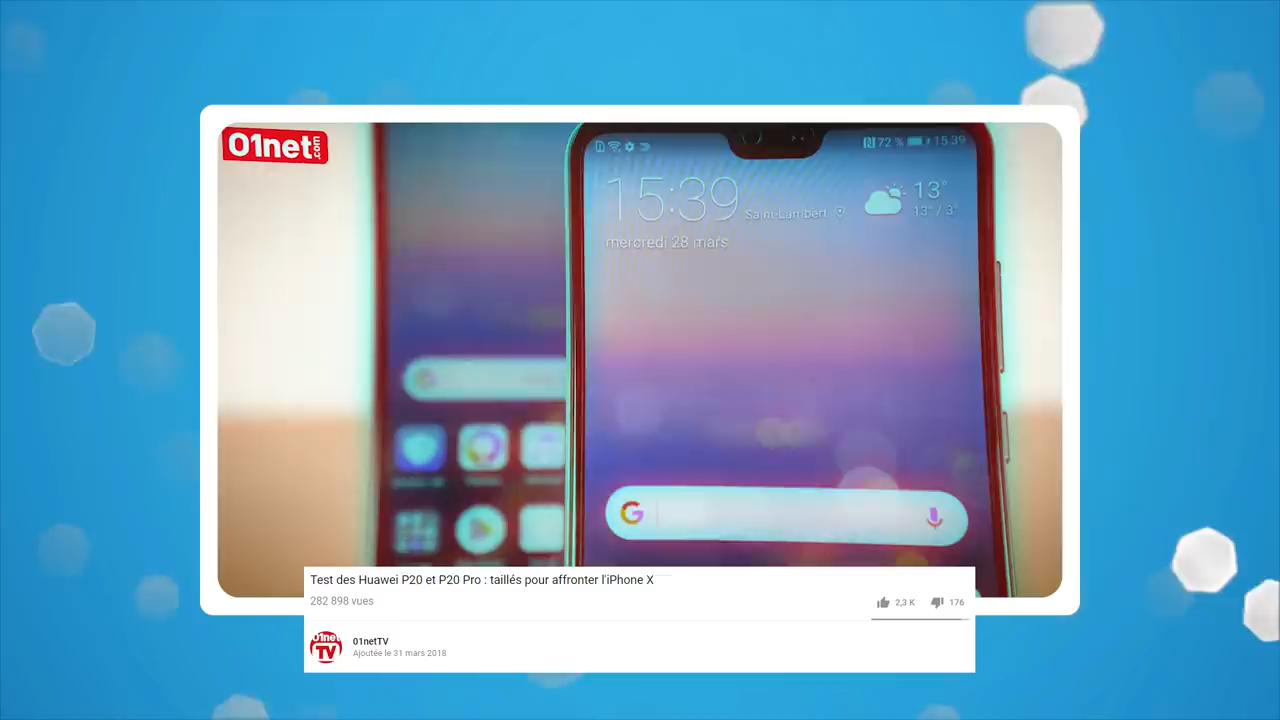 01net.com
72 % 15:39
15:39
Saint-Lambert
13°
13° / 3°
mercredi 28 mars
G
Test des Huawei P20 et P20 Pro : taillés pour affronter l'iPhone X
282 898 vues
2,3 K
176
01net
TV
01netTV
Ajoutée le 31 mars 2018